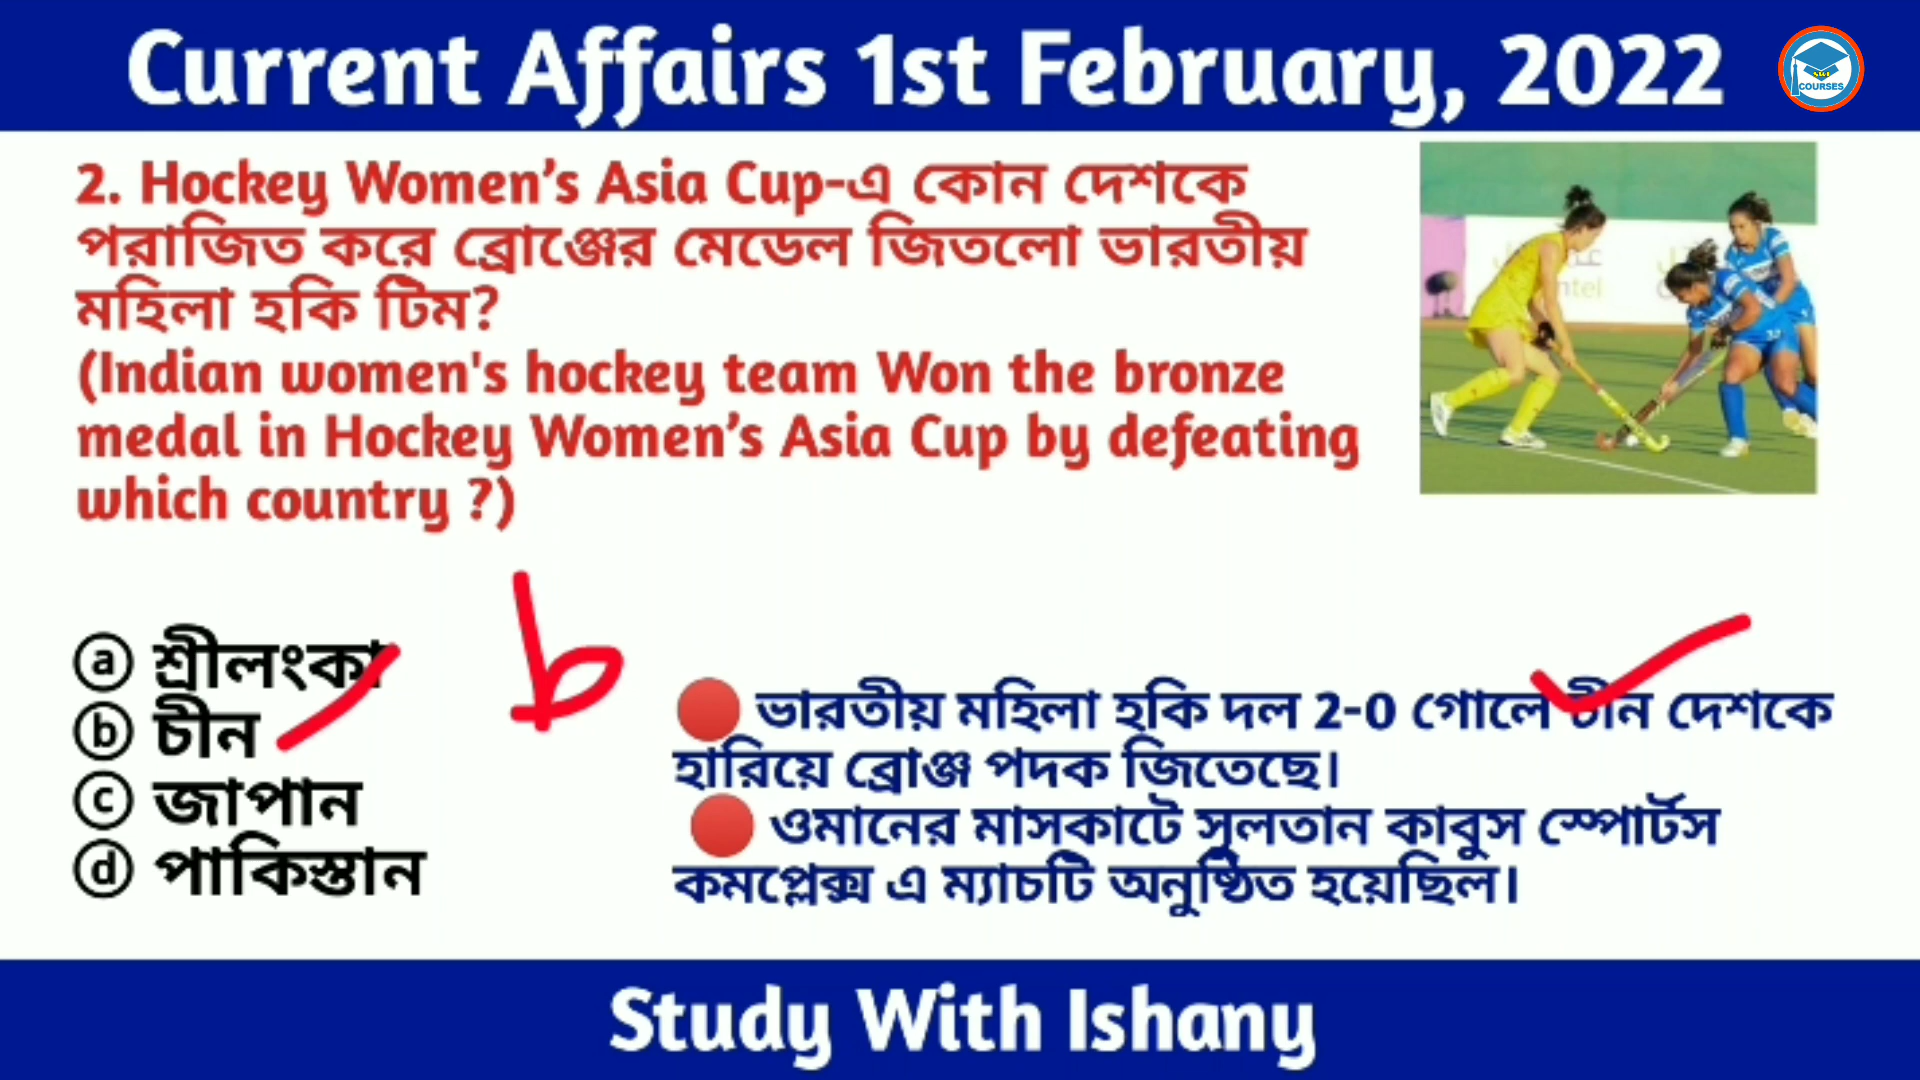 Current Affairs 1st February, 2022
SWI
COURSES
2. Hockey Women’s Asia Cup-এ কোন দেশকে
পরাজিত করে ব্রোঞ্জের মেডেল জিতলো ভারতীয়
মহিলা হকি টিম?
(Indian women's hockey team Won the bronze
medal in Hockey Women’s Asia Cup by defeating
which country ?)
ⓐ শ্রীলংকা
ⓑ চীন
ⓒ জাপান
ⓓ পাকিস্তান
b
🔴 ভারতীয় মহিলা হকি দল 2-0 গোলে চীন দেশকে
হারিয়ে ব্রোঞ্জ পদক জিতেছে।
🔴 ওমানের মাসকাটে সুলতান কাবুস স্পোর্টস
কমপ্লেক্স এ ম্যাচটি অনুষ্ঠিত হয়েছিল।
Study With Ishany